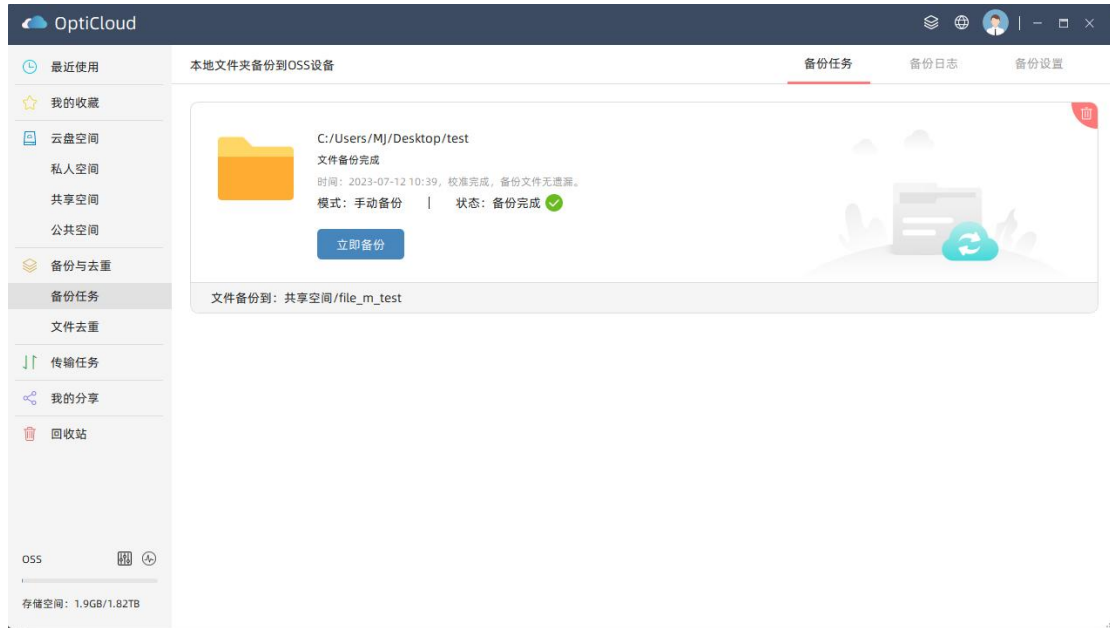 OptiCloud
最近使用
我的收藏
云盘空间
私人空间
共享空间
公共空间
备份与去重
备份任务
文件去重
传输任务
我的分享
回收站
OSS
存储空间：1.9GB/1.82TB
本地文件夹备份到OSS设备
备份任务 备份日志 备份设置
C:/Users/MJ/Desktop/test
文件备份完成
时间：2023-07-12 10:39，校准完成，备份文件无遗漏。
模式：手动备份 | 状态：备份完成
立即备份
文件备份到：共享空间/file_m_test